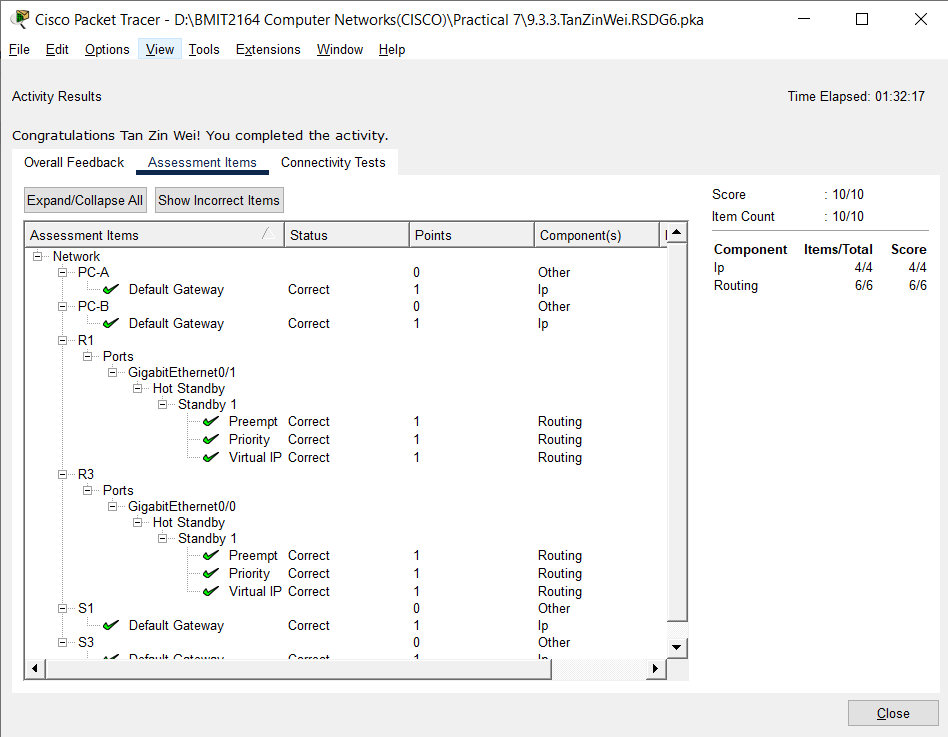 Cisco Packet Tracer - D:\BMIT2164 Computer Networks(CISCO)\Practical 7\9.3.3.TanZinWei.RSDG6.pka
File Edit Options View Tools Extensions Window Help
Activity Results Time Elapsed: 01:32:17
Congratulations Tan Zin Wei! You completed the activity.
Overall Feedback Assessment Items Connectivity Tests
Expand/Collapse All Show Incorrect Items
Assessment Items Status Points Component(s)
Network
PC-A 0 Other
Default Gateway Correct 1 Ip
PC-B 0 Other
Default Gateway Correct 1 Ip
R1
Ports
GigabitEthernet0/1
Hot Standby
Standby 1
Preempt Correct 1 Routing
Priority Correct 1 Routing
Virtual IP Correct 1 Routing
R3
Ports
GigabitEthernet0/0
Hot Standby
Standby 1
Preempt Correct 1 Routing
Priority Correct 1 Routing
Virtual IP Correct 1 Routing
S1 0 Other
Default Gateway Correct 1 Ip
S3 0 Other
Default Gateway Correct 1 Ip
Score : 10/10
Item Count : 10/10
Component Items/Total Score
Ip 4/4 4/4
Routing 6/6 6/6
Close